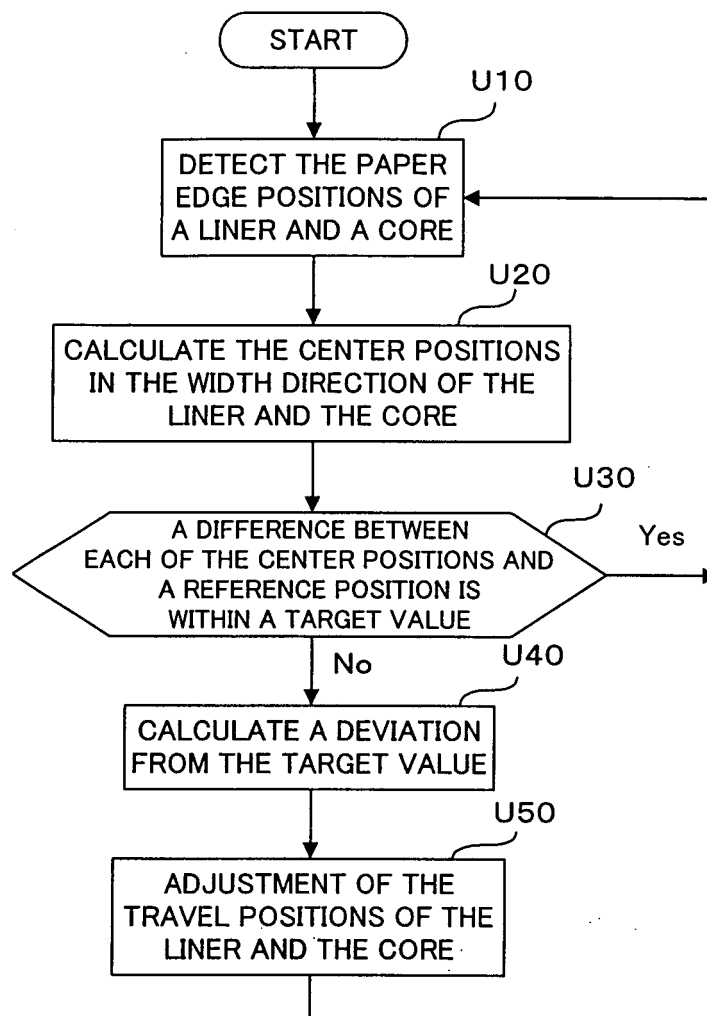 START
U10
DETECT THE PAPER
EDGE POSITIONS OF
A LINER AND A CORE
U20
CALCULATE THE CENTER POSITIONS
IN THE WIDTH DIRECTION OF THE
LINER AND THE CORE
U30
A DIFFERENCE BETWEEN
EACH OF THE CENTER POSITIONS AND
A REFERENCE POSITION IS
WITHIN A TARGET VALUE
Yes
No
U40
CALCULATE A DEVIATION
FROM THE TARGET VALUE
U50
ADJUSTMENT OF THE
TRAVEL POSITIONS OF THE
LINER AND THE CORE